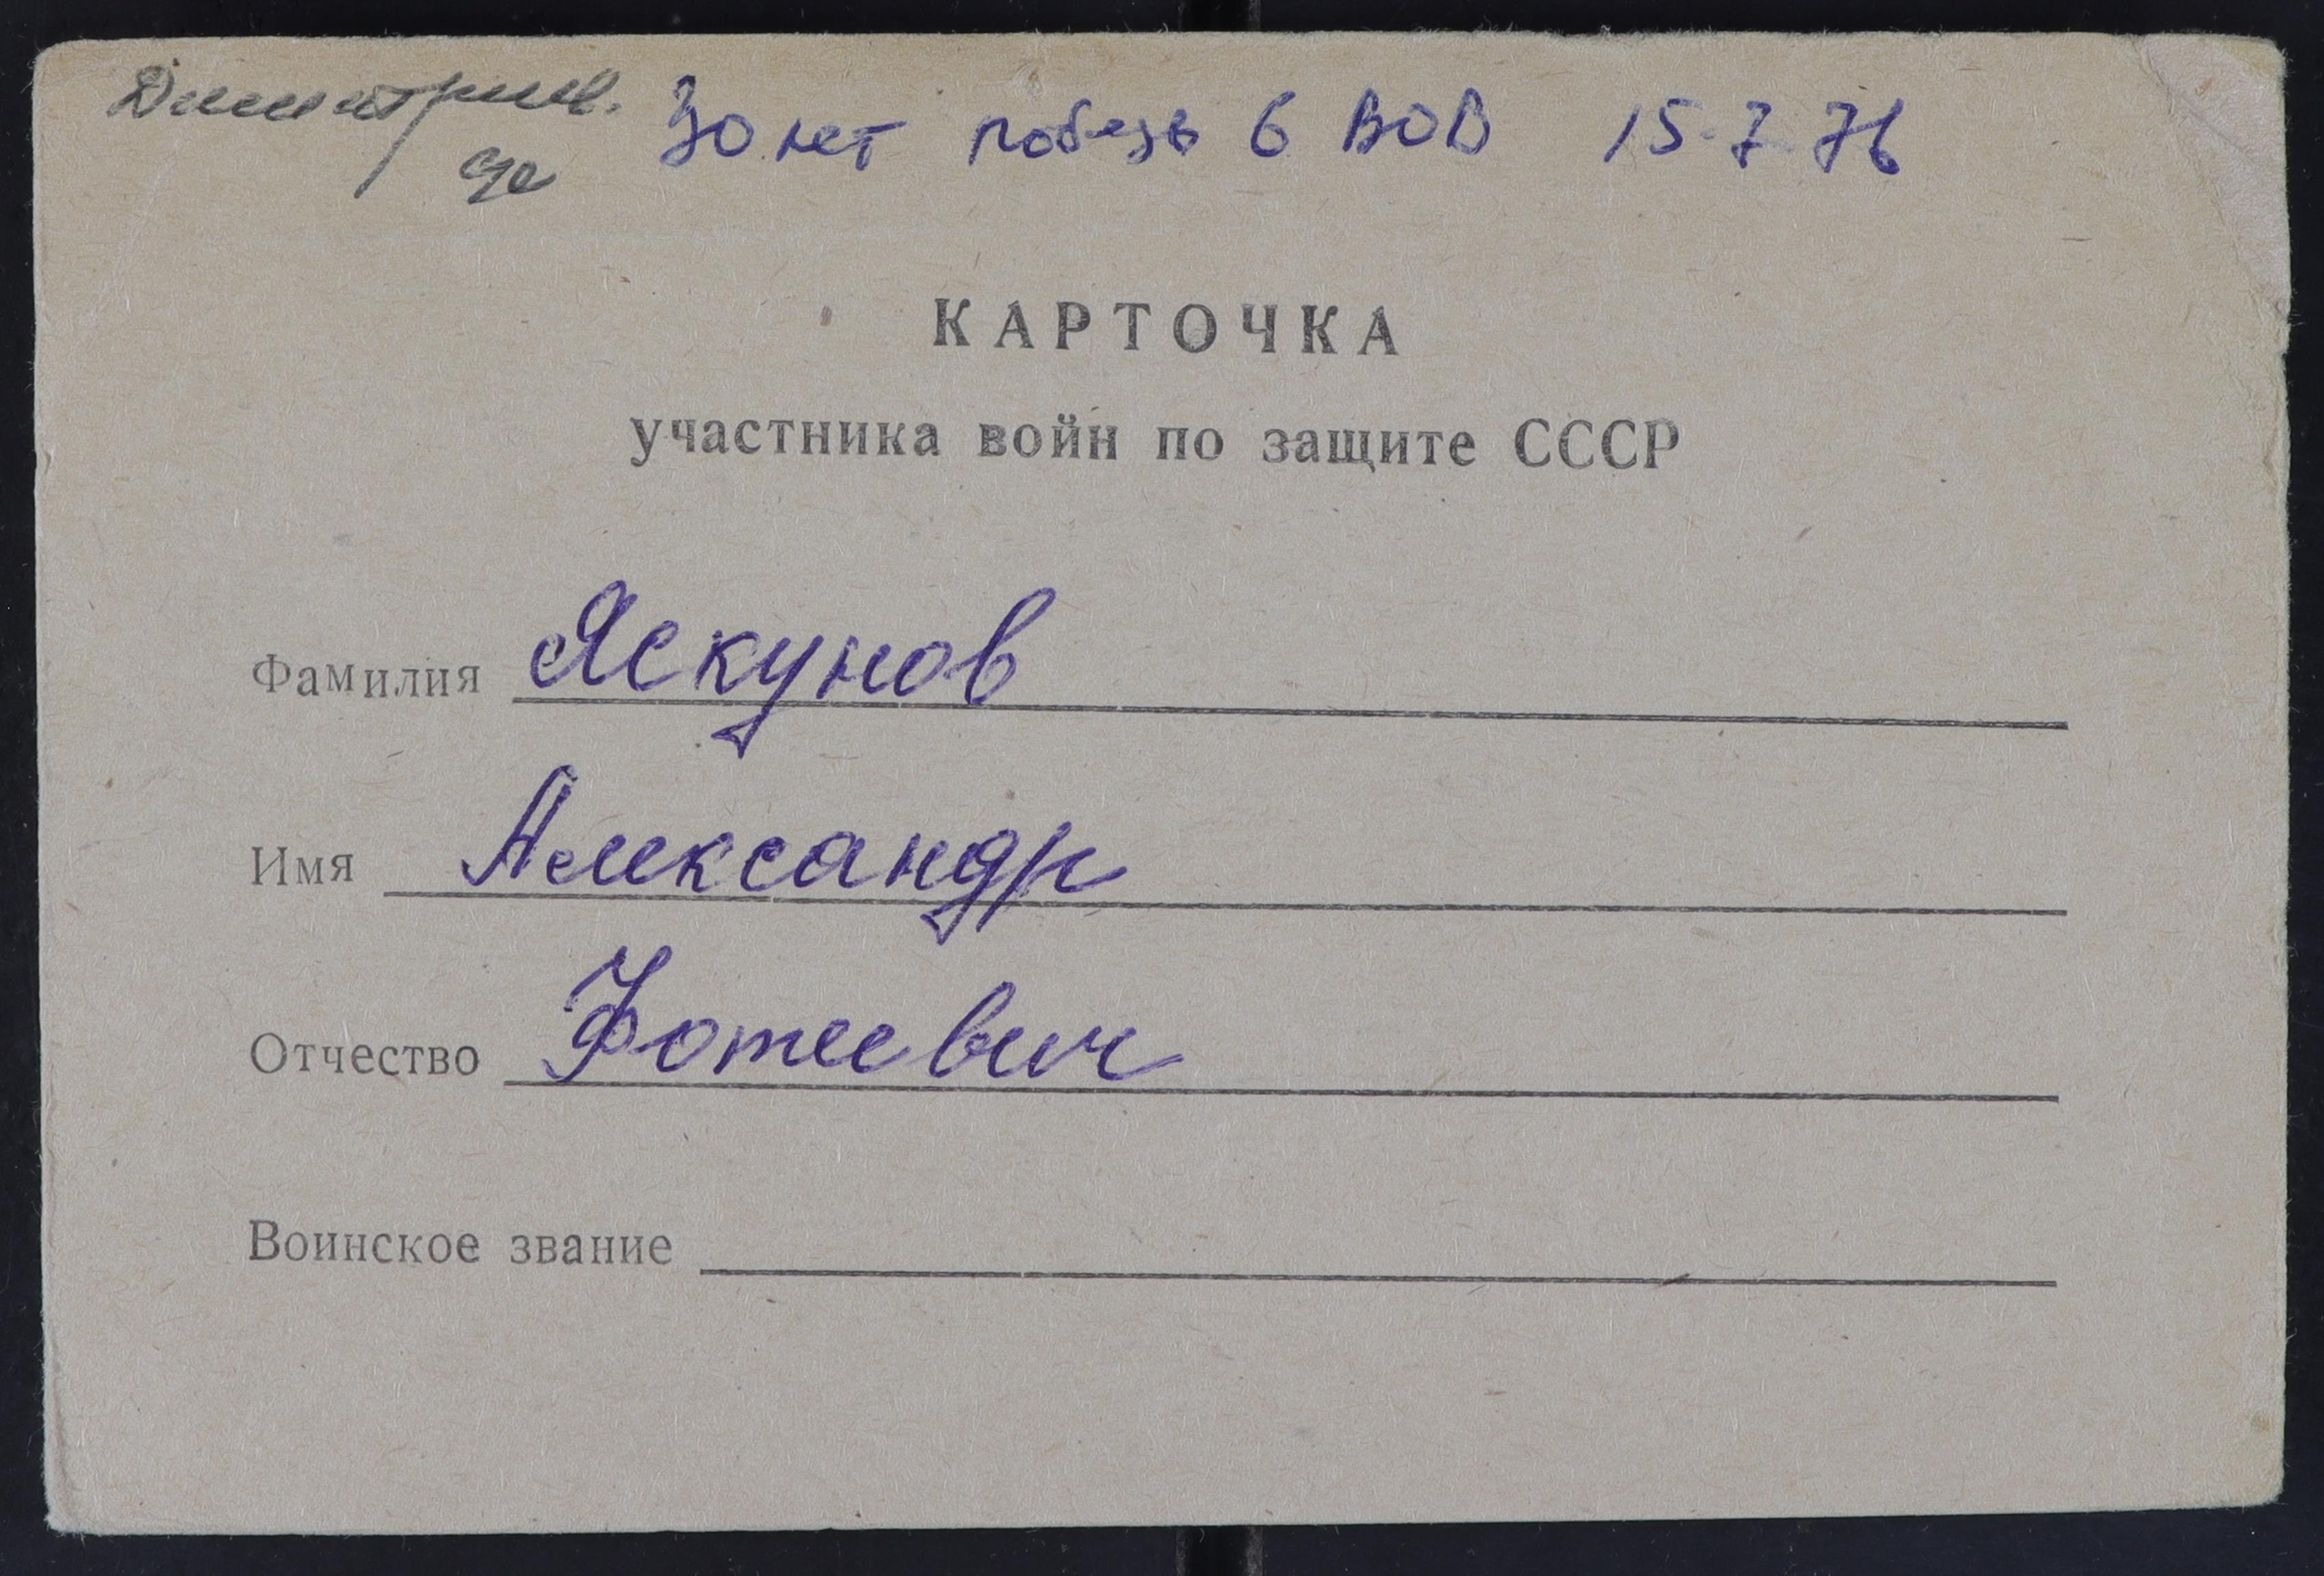 Димитриев.
30 лет победы в ВОВ 15-7 76
КАРТОЧКА
участника войн по защите СССР
Фамилия Яскунов
Имя Александр
Отчество Фотеевич
Воинское звание